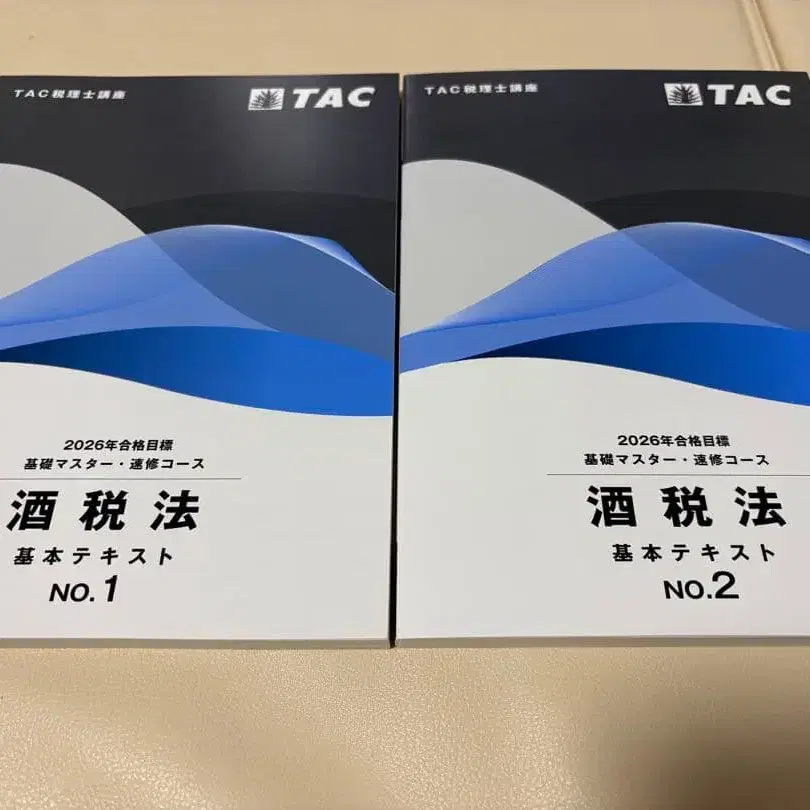 TAC税理士講座
TAC
2026年合格目標
基礎マスター・速修コース
酒税法
基本テキスト
NO.1
TAC税理士講座
TAC
2026年合格目標
基礎マスター・速修コース
酒税法
基本テキスト
NO.2